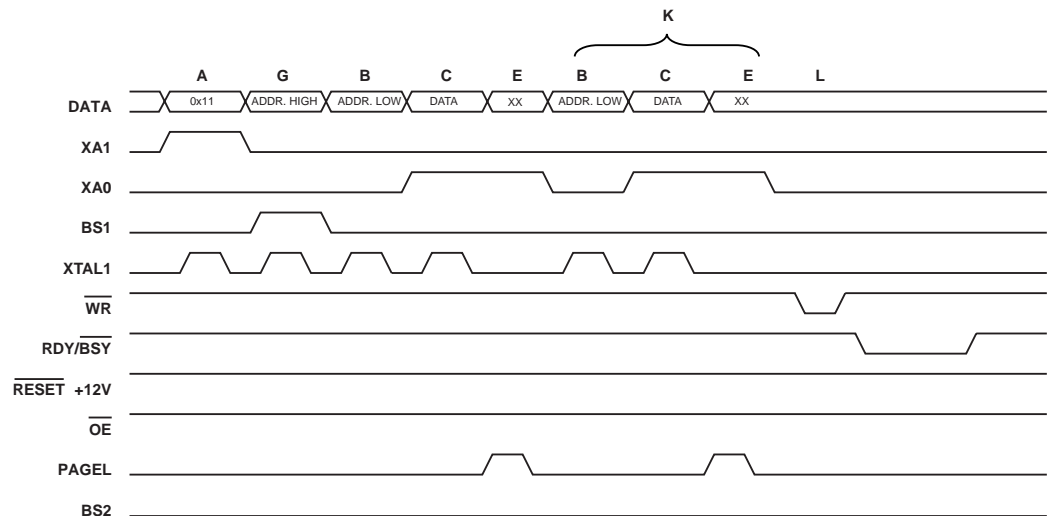 K
A G B C E B C E L
DATA 0x11 ADDR. HIGH ADDR. LOW DATA XX ADDR. LOW DATA XX
XA1
XA0
BS1
XTAL1
WR
RDY/BSY
RESET +12V
OE
PAGEL
BS2